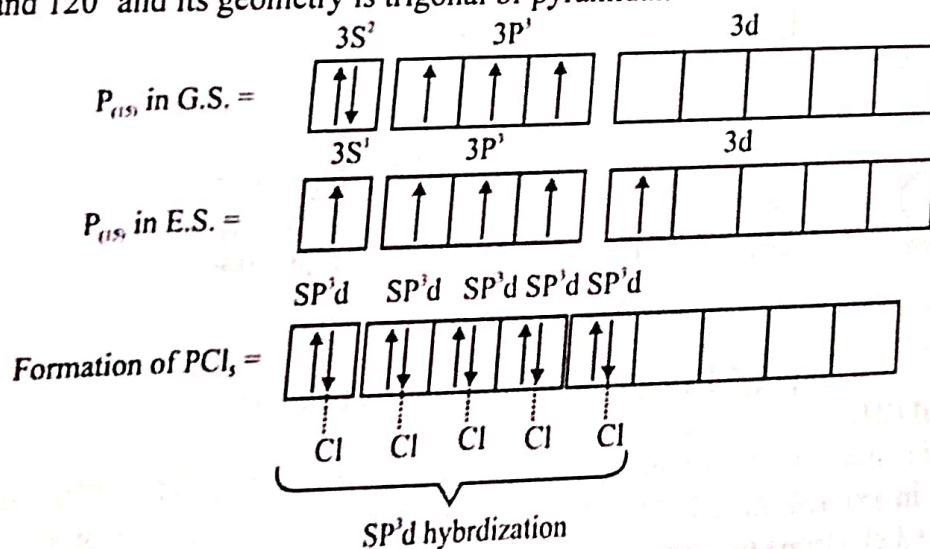 and 120° and its geometry is trigonal bi-pyramidal.
3S² 3P³ 3d
P₍₁₅₎ in G.S. =
3S¹ 3P³ 3d
P₍₁₅₎ in E.S. =
SP³d SP³d SP³d SP³d SP³d
Formation of PCl₅ =
Cl Cl Cl Cl Cl
SP³d hybrdization